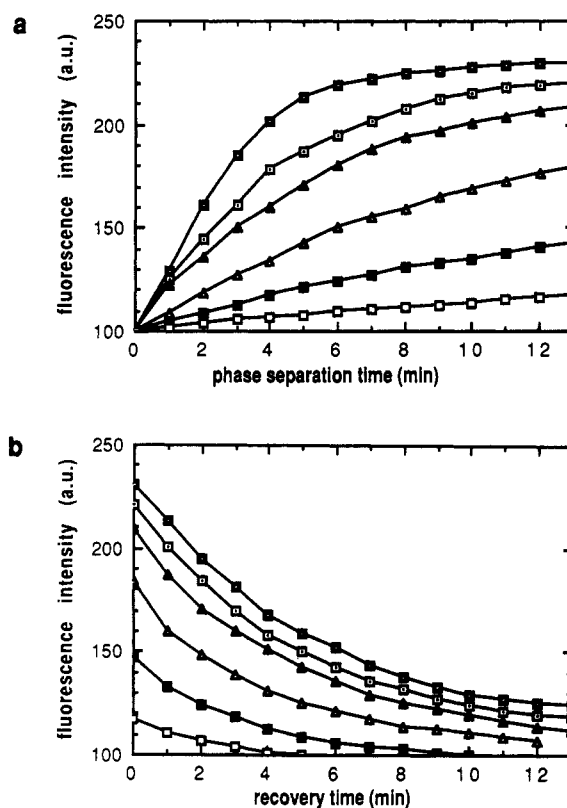 a
250
200
150
100
fluorescence intensity (a.u.)
0 2 4 6 8 10 12
phase separation time (min)
b
250
200
150
100
fluorescence intensity (a.u.)
0 2 4 6 8 10 12
recovery time (min)